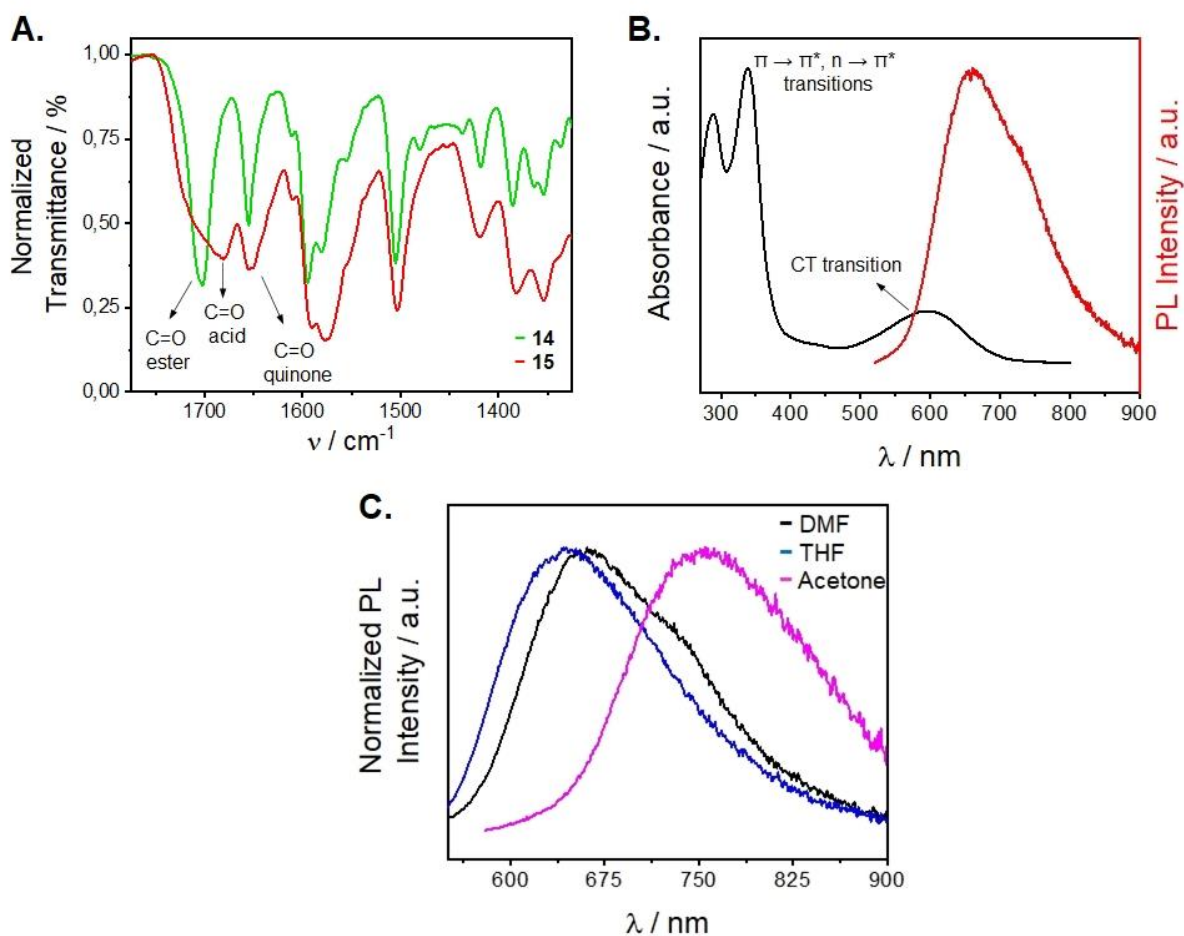 A.
1,00
0,75
0,50
0,25
0,00
Normalized
Transmittance / %
C=O
ester
C=O
acid
C=O
quinone
14
15
1700
1600
1500
1400
ν / cm⁻¹
B.
π → π*, n → π*
transitions
CT transition
Absorbance / a.u.
PL Intensity / a.u.
300
400
500
600
700
800
900
λ / nm
C.
DMF
THF
Acetone
Normalized PL
Intensity / a.u.
600
675
750
825
900
λ / nm